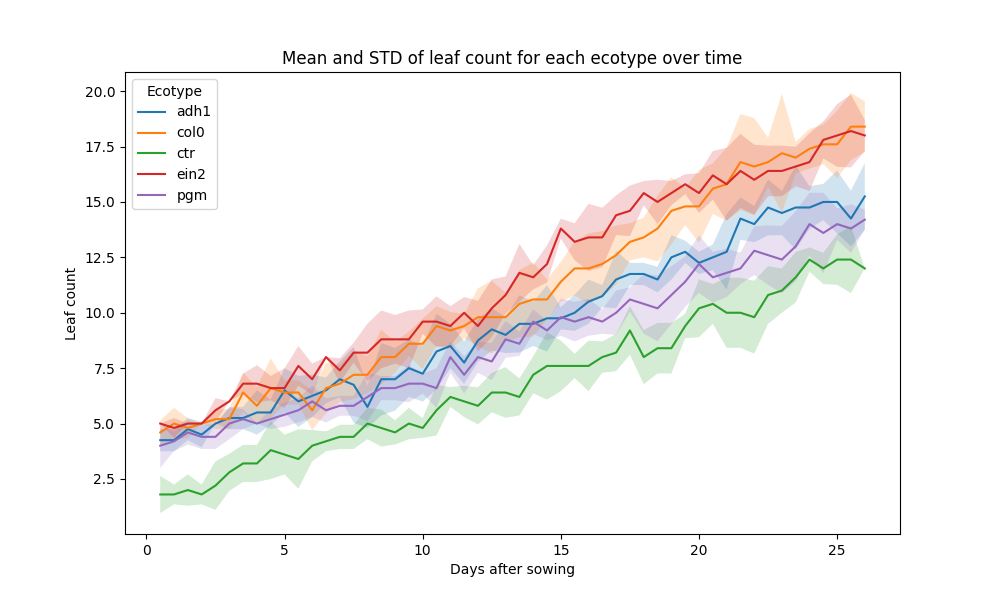 Mean and STD of leaf count for each ecotype over time
Ecotype
adh1
col0
ctr
ein2
pgm
20.0
17.5
15.0
12.5
10.0
7.5
5.0
2.5
Leaf count
0 5 10 15 20 25
Days after sowing